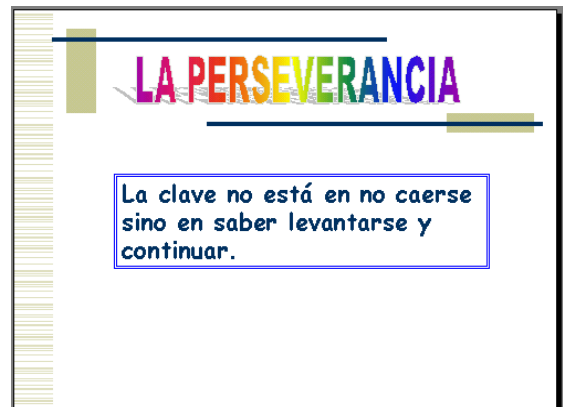 LA PERSEVERANCIA
La clave no está en no caerse
sino en saber levantarse y
continuar.